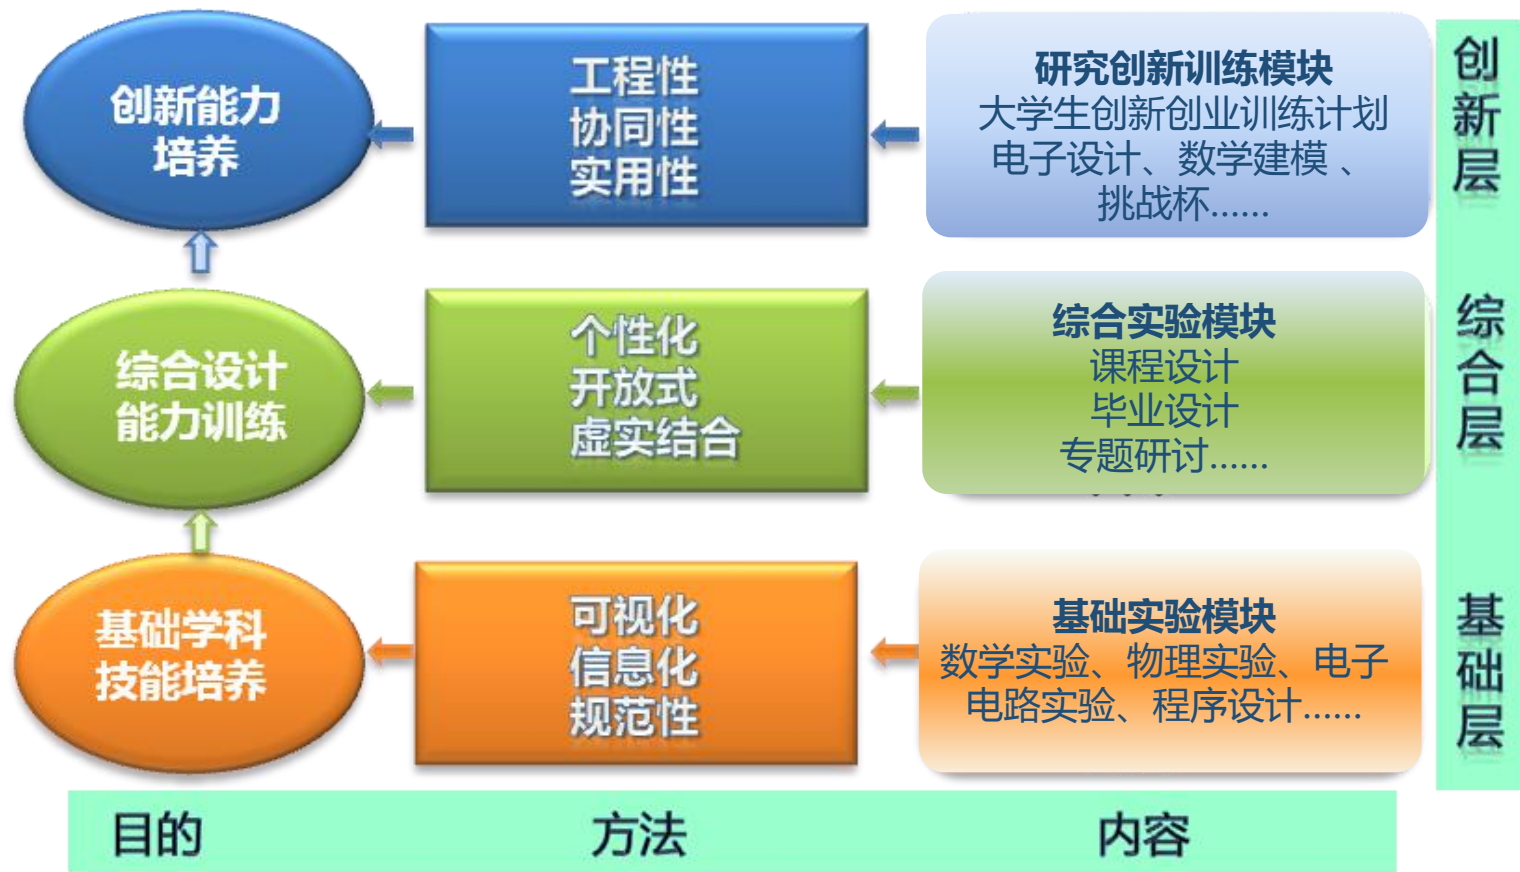 创新能力
培养
工程性
协同性
实用性
研究创新训练模块
大学生创新创业训练计划
电子设计、数学建模 、
挑战杯......
创新层
综合设计
能力训练
个性化
开放式
虚实结合
综合实验模块
课程设计
毕业设计
专题研讨......
综合层
基础学科
技能培养
可视化
信息化
规范性
基础实验模块
数学实验、物理实验、电子
电路实验、程序设计......
基础层
目的
方法
内容